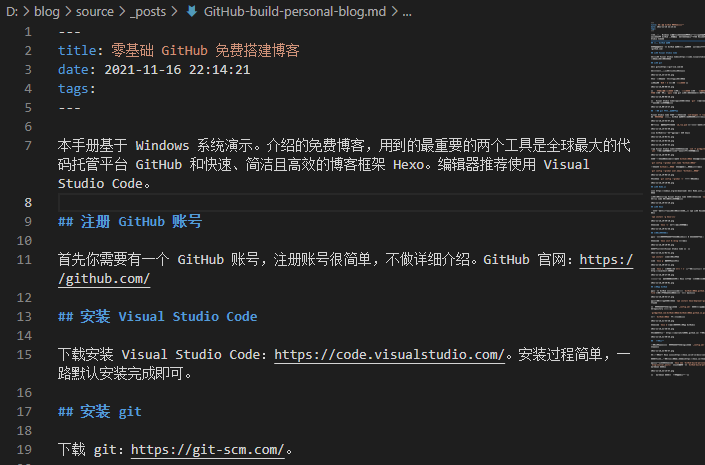 D: > blog > source > _posts > GitHub-build-personal-blog.md > ...
1 ---
2 title: 零基础 GitHub 免费搭建博客
3 date: 2021-11-16 22:14:21
4 tags:
5 ---
6
7 本手册基于 Windows 系统演示。介绍的免费博客，用到的最重要的两个工具是全球最大的代
码托管平台 GitHub 和快速、简洁且高效的博客框架 Hexo。编辑器推荐使用 Visual
Studio Code。
8
9 ## 注册 GitHub 账号
10
11 首先你需要有一个 GitHub 账号，注册账号很简单，不做详细介绍。GitHub 官网：https:/
/github.com/
12
13 ## 安装 Visual Studio Code
14
15 下载安装 Visual Studio Code：https://code.visualstudio.com/。安装过程简单，一
路默认安装完成即可。
16
17 ## 安装 git
18
19 下载 git：https://git-scm.com/。